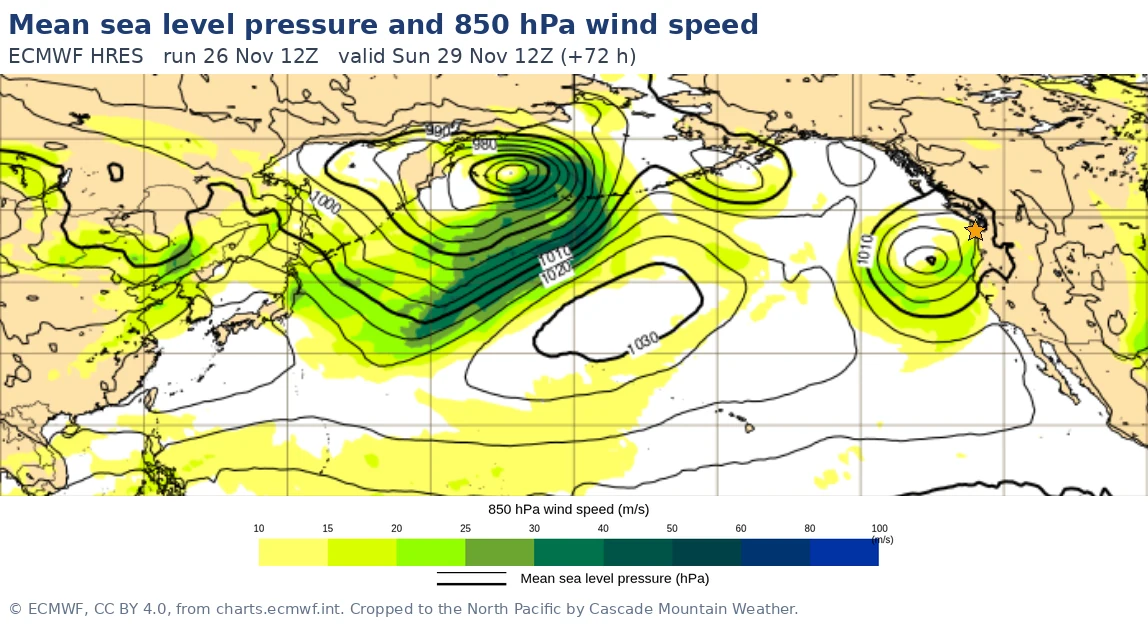 Mean sea level pressure and 850 hPa wind speed
ECMWF HRES run 26 Nov 12Z valid Sun 29 Nov 12Z (+72 h)
990
980
1000
1010
1020
1010
1030
850 hPa wind speed (m/s)
10 15 20 25 30 40 50 60 80 100
(m/s)
Mean sea level pressure (hPa)
© ECMWF, CC BY 4.0, from charts.ecmwf.int. Cropped to the North Pacific by Cascade Mountain Weather.